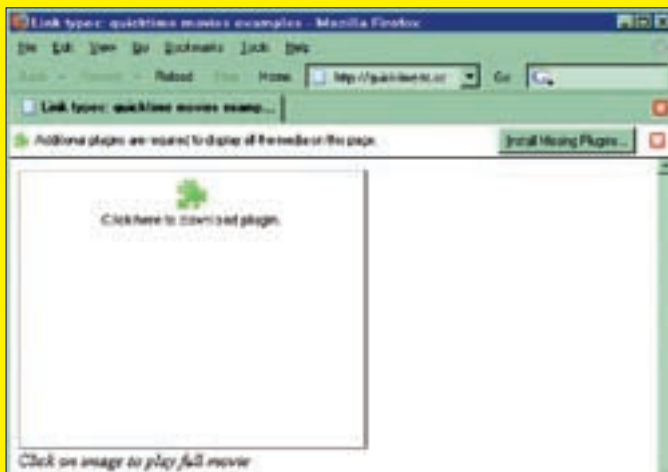 Link types: quicktime movies examples - Mozilla Firefox
File Edit View Go Bookmarks Tools Help
Reload Home Go
Link types: quicktime movies examp...
Additional plugins are required to display all the media on this page. Install Missing Plugins...
Click here to download plugin.
Click on image to play full movie